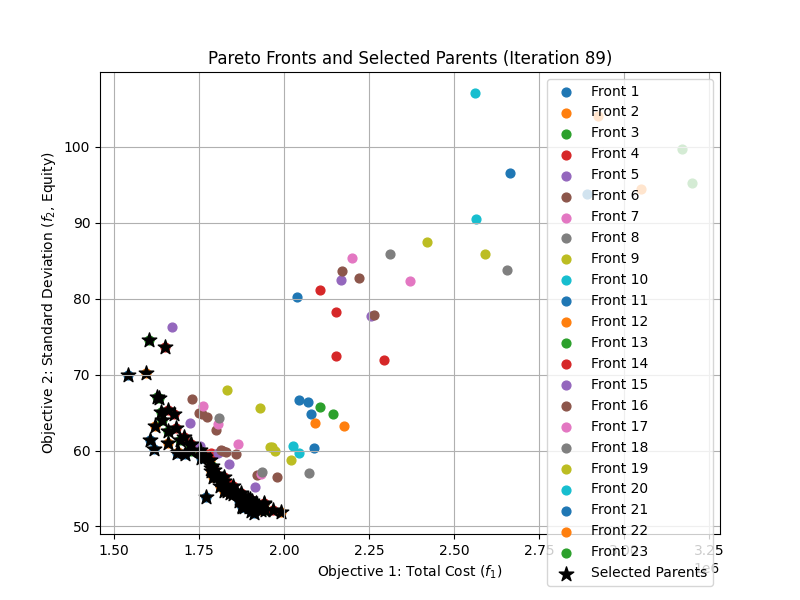 Pareto Fronts and Selected Parents (Iteration 89)
Objective 2: Standard Deviation (f2, Equity)
100
90
80
70
60
50
1.50
1.75
2.00
2.25
2.50
2.75
3.00
3.25
1e6
Objective 1: Total Cost (f1)
Front 1
Front 2
Front 3
Front 4
Front 5
Front 6
Front 7
Front 8
Front 9
Front 10
Front 11
Front 12
Front 13
Front 14
Front 15
Front 16
Front 17
Front 18
Front 19
Front 20
Front 21
Front 22
Front 23
Selected Parents